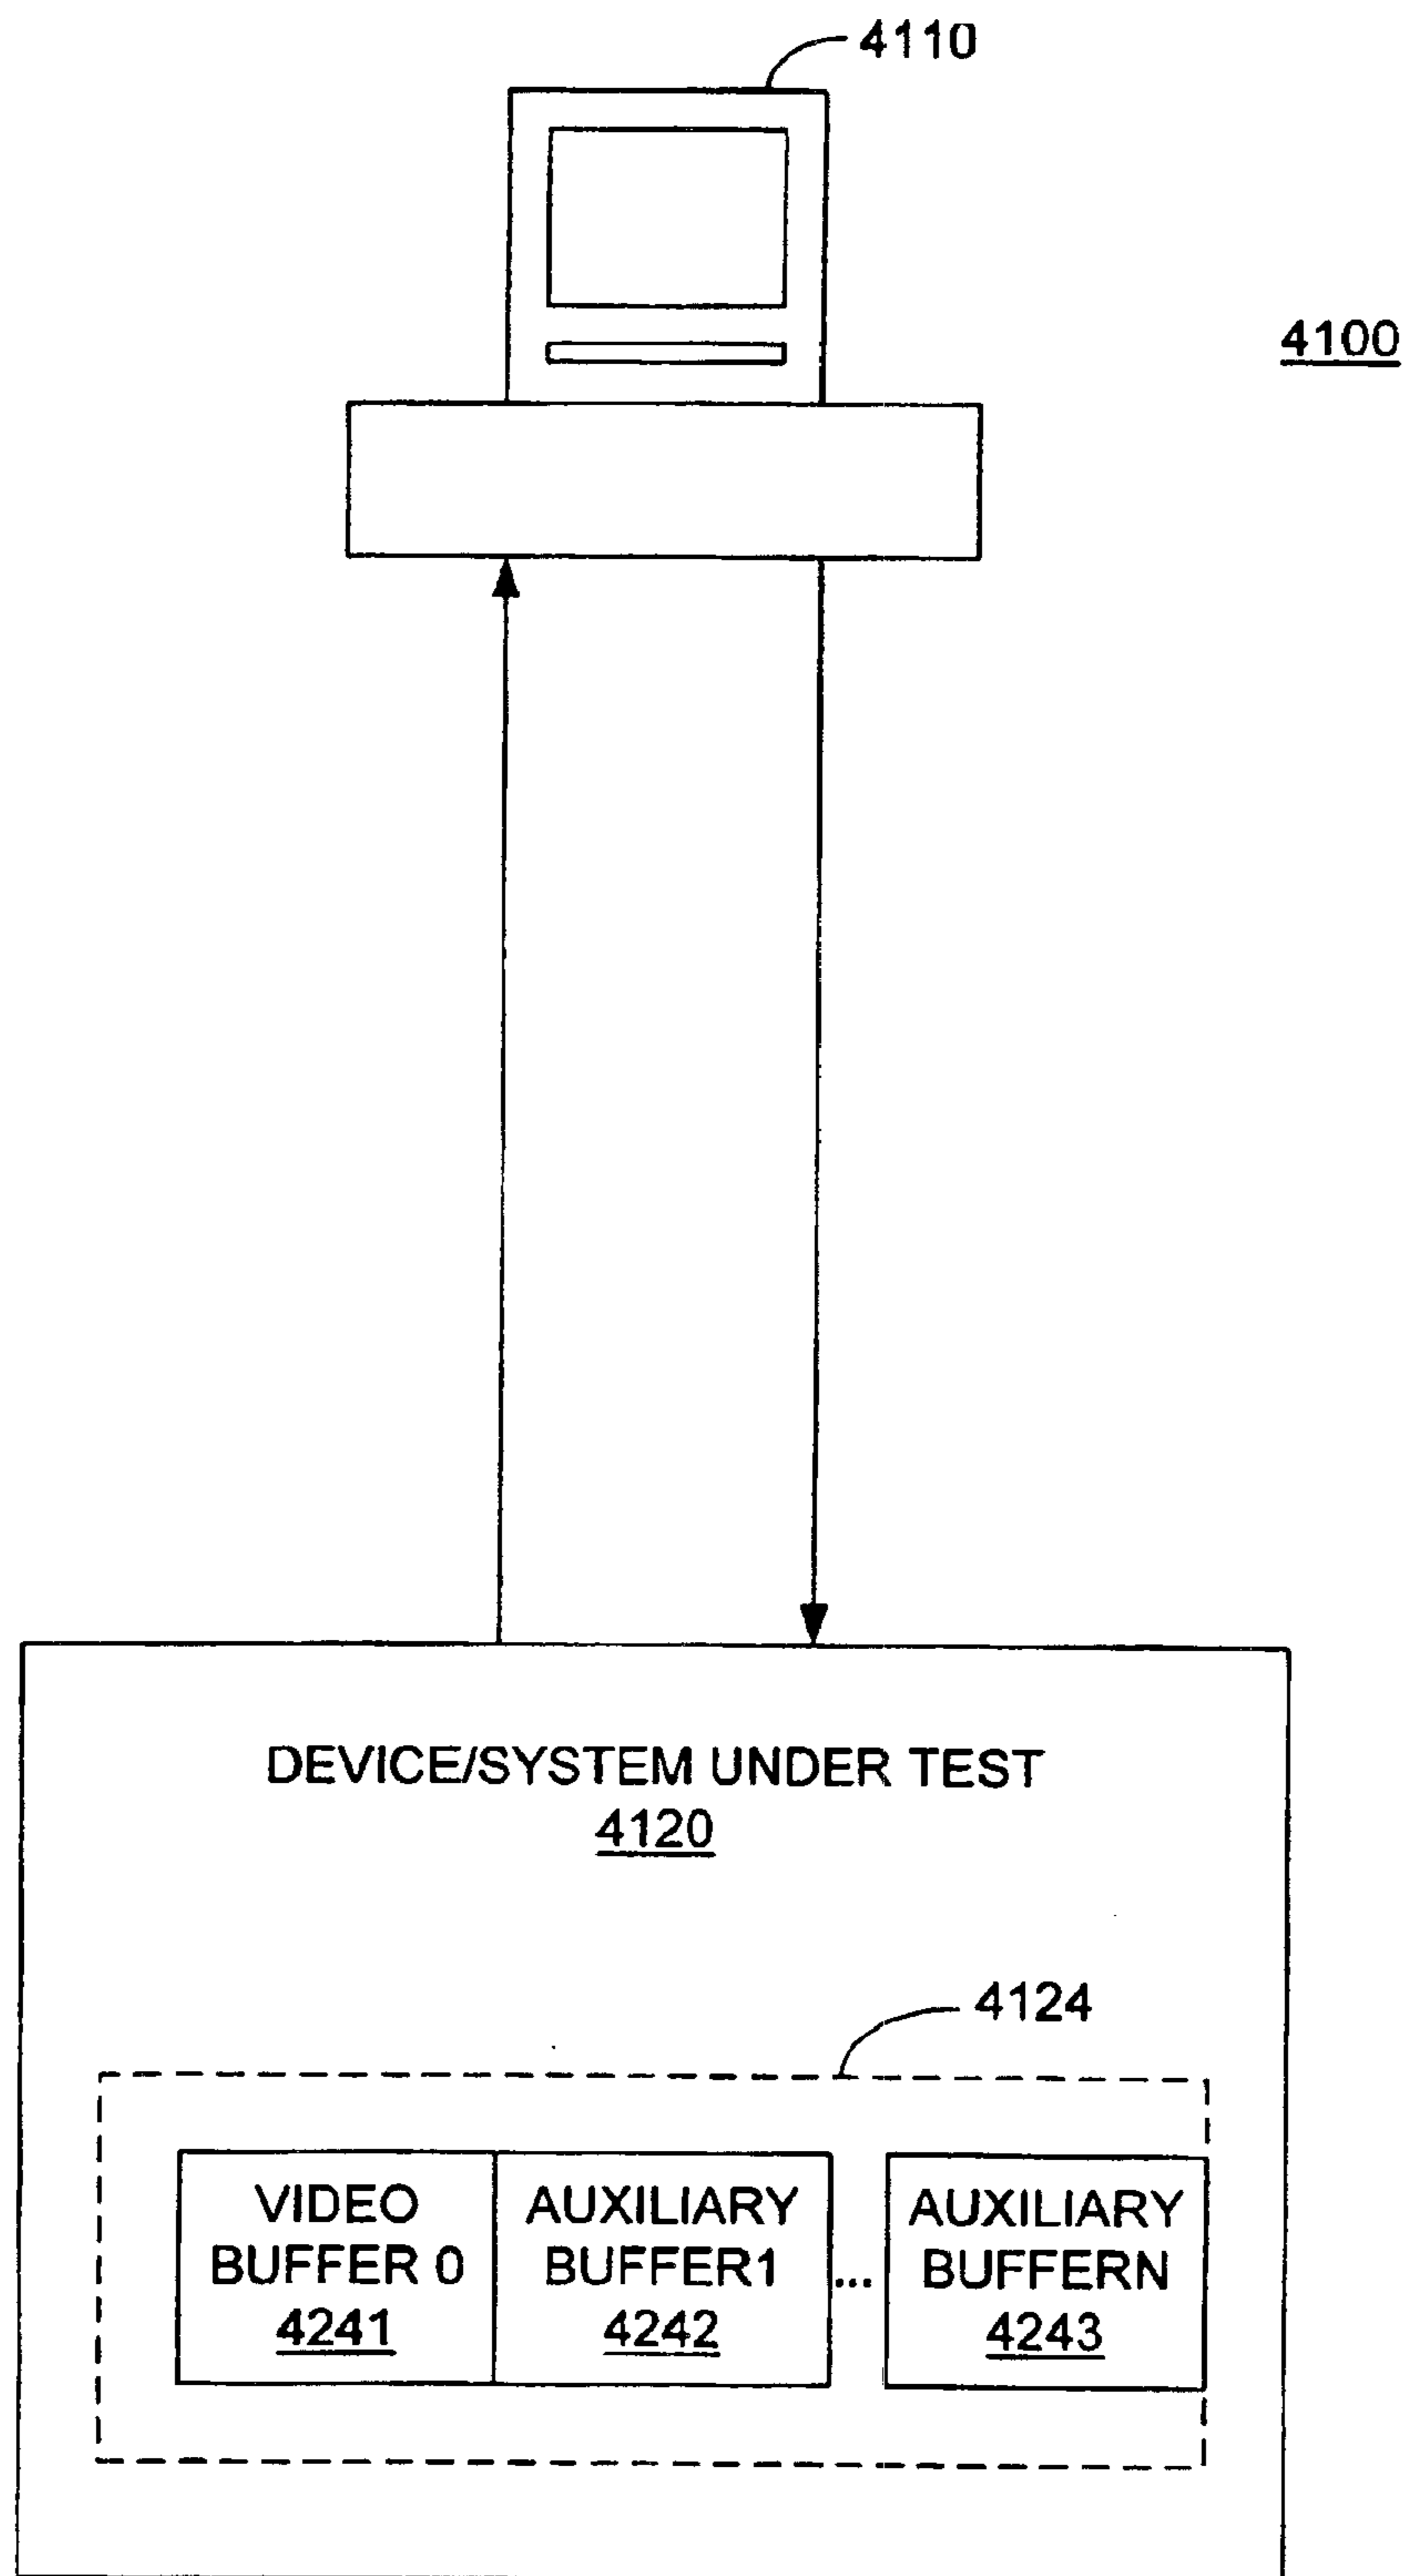 4110
4100
DEVICE/SYSTEM UNDER TEST
4120
4124
VIDEO
BUFFER 0
4241
AUXILIARY
BUFFER1
4242
...
AUXILIARY
BUFFERN
4243